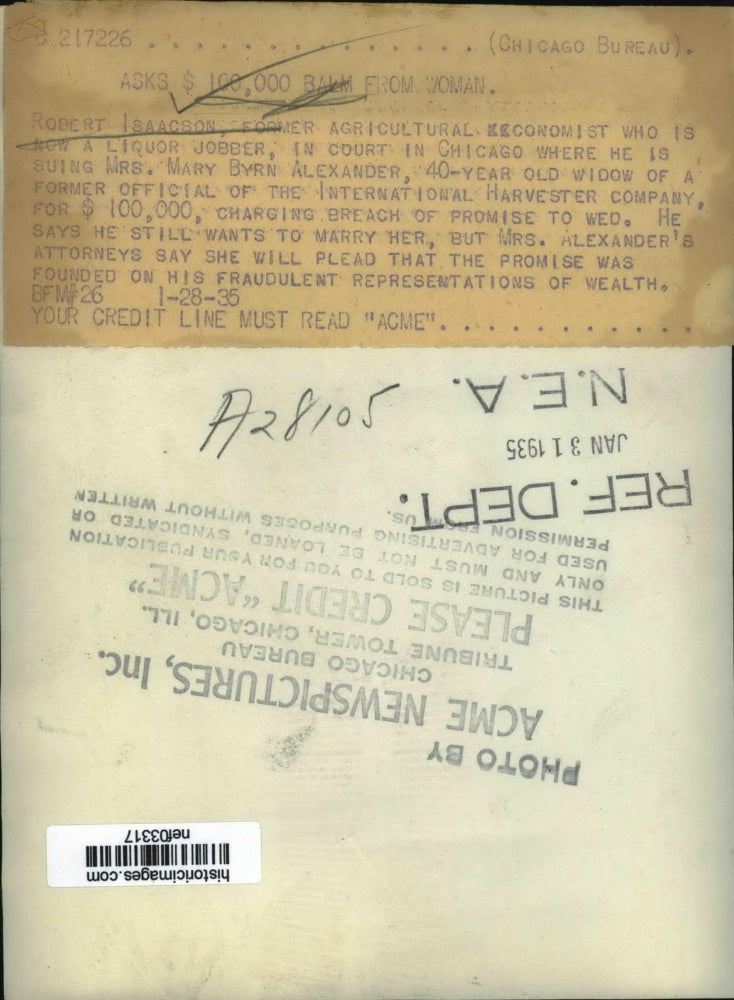 217226 . . . . . . . . . . . . . . . . (CHICAGO BUREAU).
ASKS $ 100,000 BALM FROM WOMAN.
ROBERT ISAACSON, FORMER AGRICULTURAL ECONOMIST WHO IS
NOW A LIQUOR JOBBER, IN COURT IN CHICAGO WHERE HE IS
SUING MRS. MARY BYRN ALEXANDER, 40-YEAR OLD WIDOW OF A
FORMER OFFICIAL OF THE INTERNATIONAL HARVESTER COMPANY,
FOR $ 100,000, CHARGING BREACH OF PROMISE TO WED. HE
SAYS HE STILL WANTS TO MARRY HER, BUT MRS. ALEXANDER'S
ATTORNEYS SAY SHE WILL PLEAD THAT THE PROMISE WAS
FOUNDED ON HIS FRAUDULENT REPRESENTATIONS OF WEALTH.
BFM#26 1-28-35
YOUR CREDIT LINE MUST READ "ACME". . . . . . . . . . . . .
A28105
N.E.A.
JAN 31 1935
REF. DEPT.
PHOTO BY
ACME NEWSPICTURES, Inc.
CHICAGO BUREAU
TRIBUNE TOWER, CHICAGO, ILL.
PLEASE CREDIT "ACME"
THIS PICTURE IS SOLD TO YOU FOR YOUR PUBLICATION
ONLY AND MUST NOT BE LOANED, SYNDICATED OR
USED FOR ADVERTISING PURPOSES WITHOUT WRITTEN
PERMISSION FROM US.
historicimages.com
nef03317